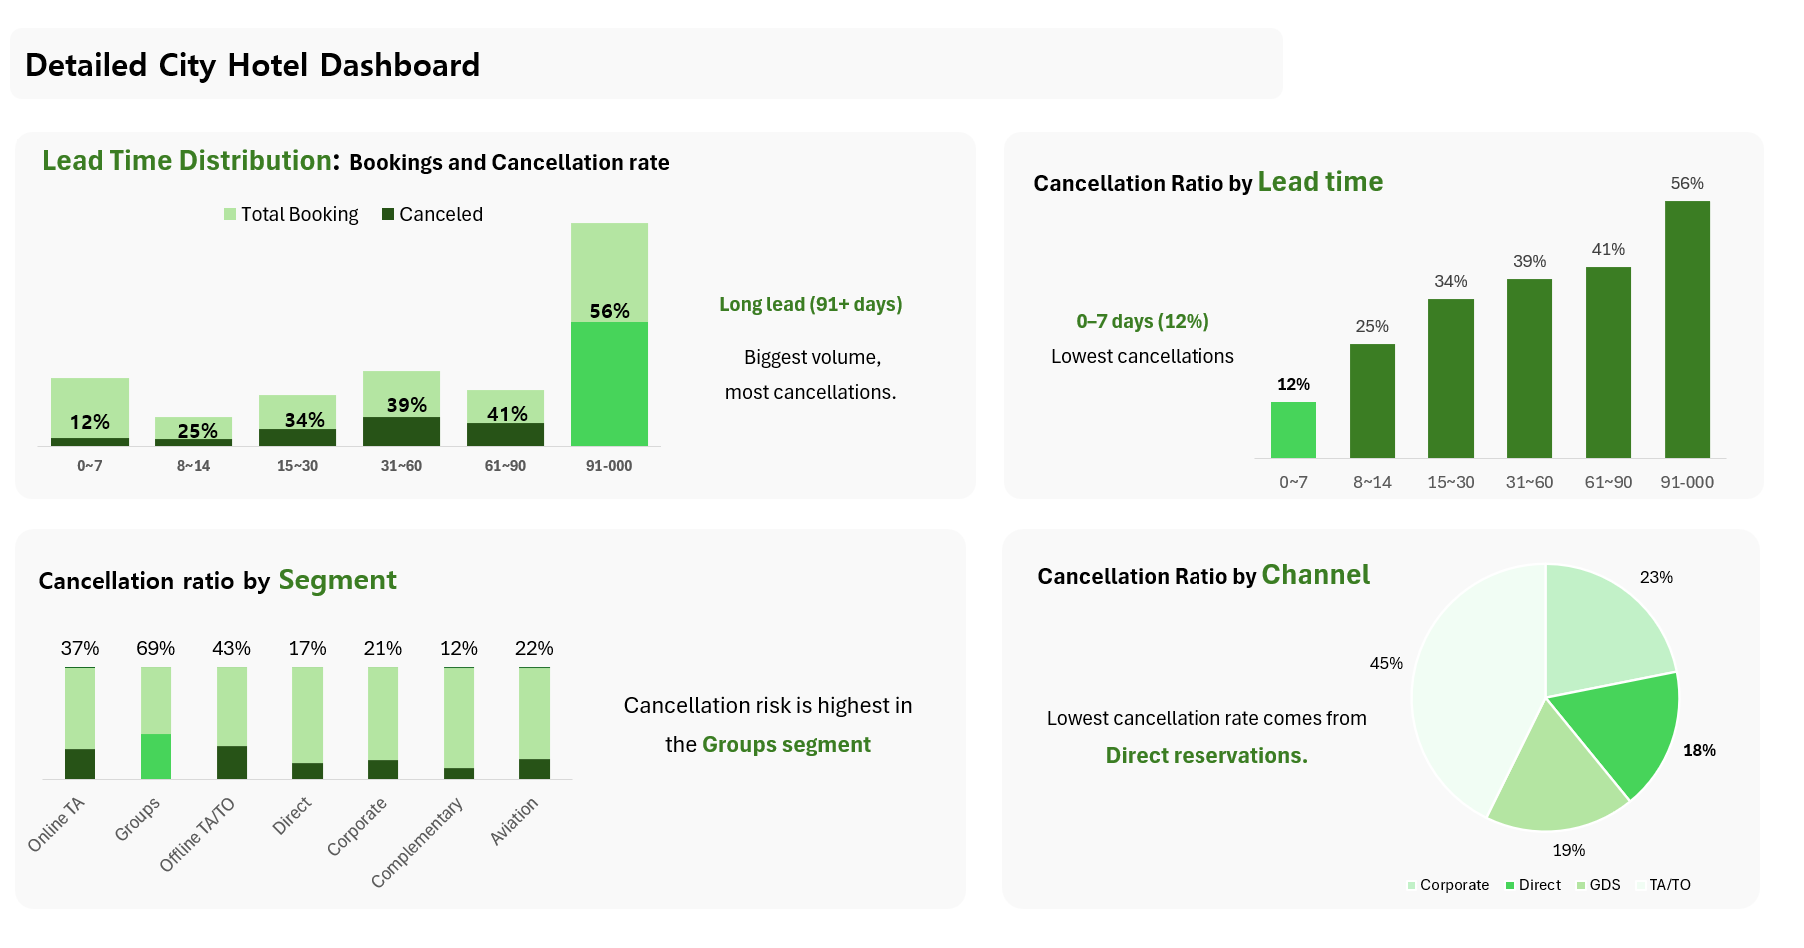 Detailed City Hotel Dashboard
Lead Time Distribution: Bookings and Cancellation rate
Total Booking Canceled
12% 25% 34% 39% 41% 56%
0~7 8~14 15~30 31~60 61~90 91-000
Long lead (91+ days)
Biggest volume,
most cancellations.
Cancellation Ratio by Lead time
0–7 days (12%)
Lowest cancellations
12% 25% 34% 39% 41% 56%
0~7 8~14 15~30 31~60 61~90 91-000
Cancellation ratio by Segment
37% 69% 43% 17% 21% 12% 22%
Online TA Groups Offline TA/TO Direct Corporate Complementary Aviation
Cancellation risk is highest in
the Groups segment
Cancellation Ratio by Channel
Lowest cancellation rate comes from
Direct reservations.
23%
45%
18%
19%
Corporate Direct GDS TA/TO